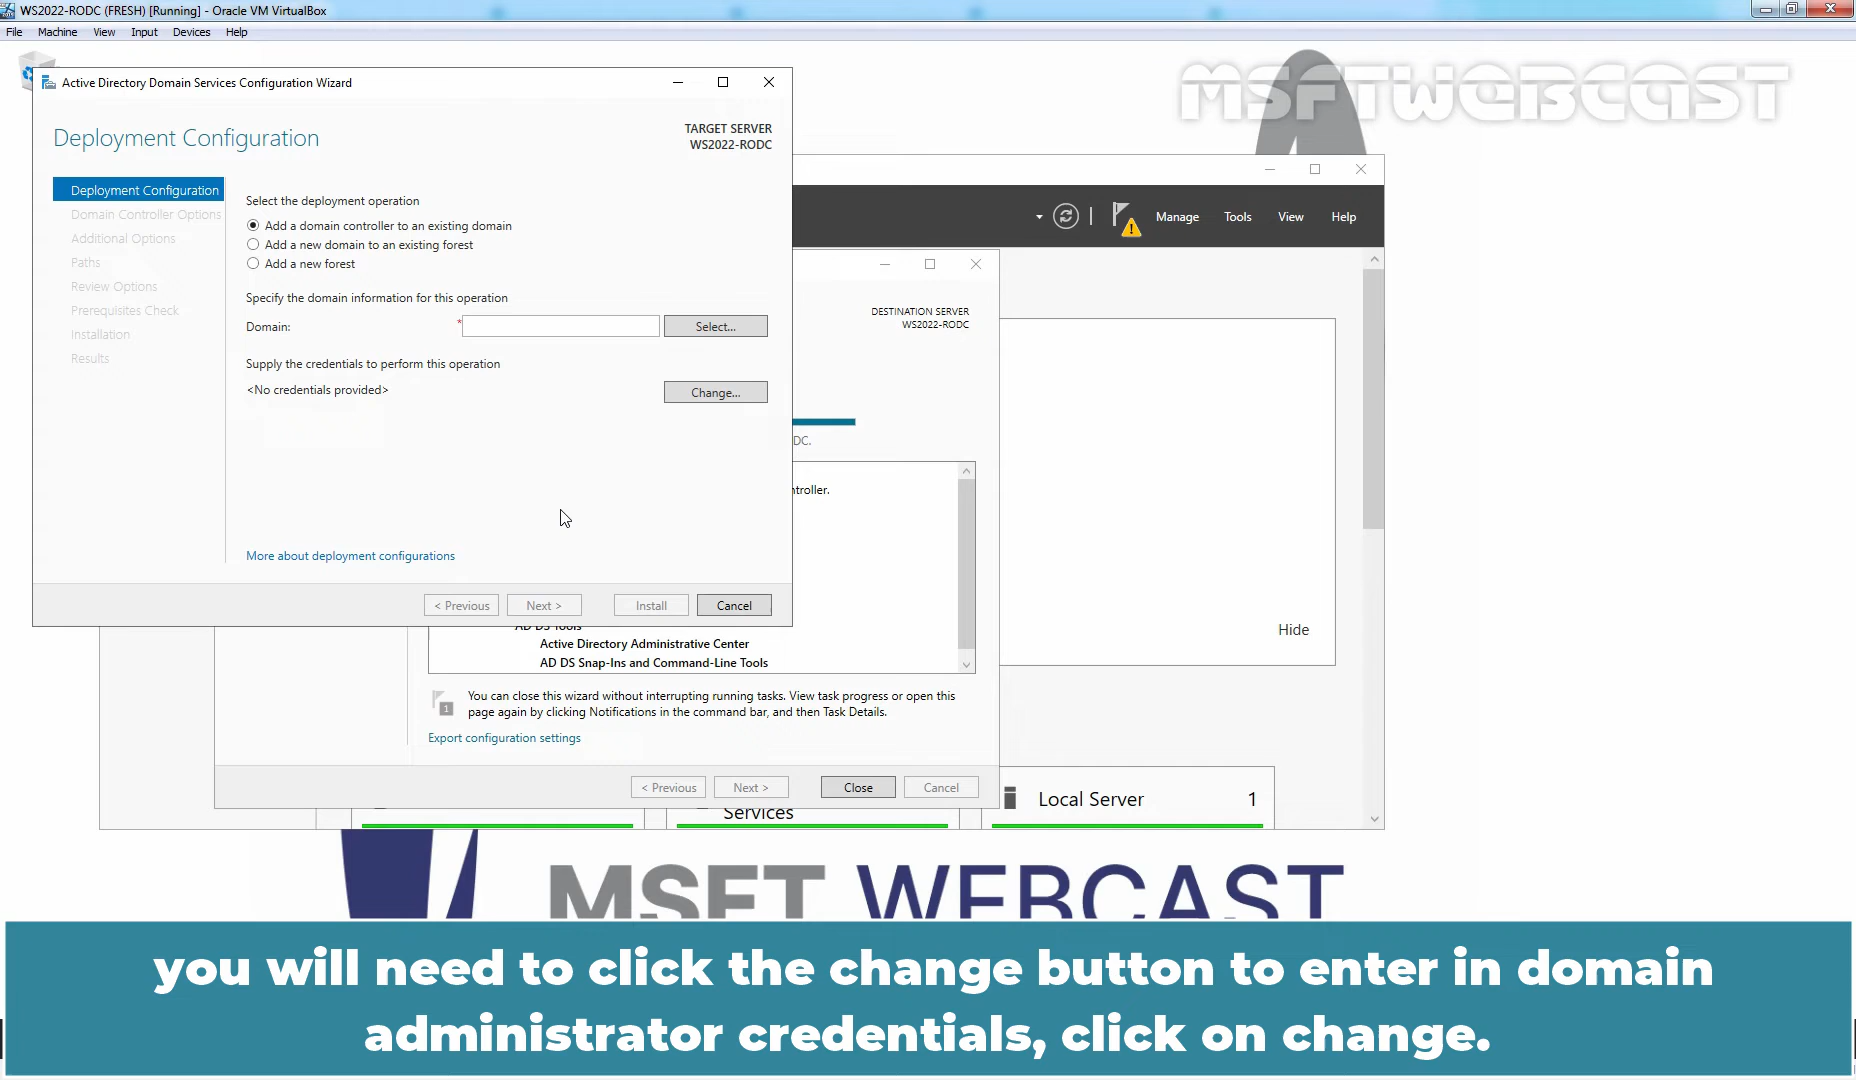 WS2022-RODC (FRESH) [Running] - Oracle VM VirtualBox
File Machine View Input Devices Help
MSFTWEBCAST
Active Directory Domain Services Configuration Wizard
Deployment Configuration
TARGET SERVER
WS2022-RODC
Deployment Configuration
Domain Controller Options
Additional Options
Paths
Review Options
Prerequisites Check
Installation
Results
Select the deployment operation
Add a domain controller to an existing domain
Add a new domain to an existing forest
Add a new forest
Specify the domain information for this operation
Domain: * Select...
Supply the credentials to perform this operation
<No credentials provided> Change...
More about deployment configurations
< Previous Next > Install Cancel
Manage Tools View Help
DESTINATION SERVER
WS2022-RODC
DC.
ntroller.
AD DS Tools
Active Directory Administrative Center
AD DS Snap-Ins and Command-Line Tools
Hide
1
You can close this wizard without interrupting running tasks. View task progress or open this
page again by clicking Notifications in the command bar, and then Task Details.
Export configuration settings
< Previous Next > Close Cancel
Services
Local Server 1
MSFT WEBCAST
you will need to click the change button to enter in domain
administrator credentials, click on change.